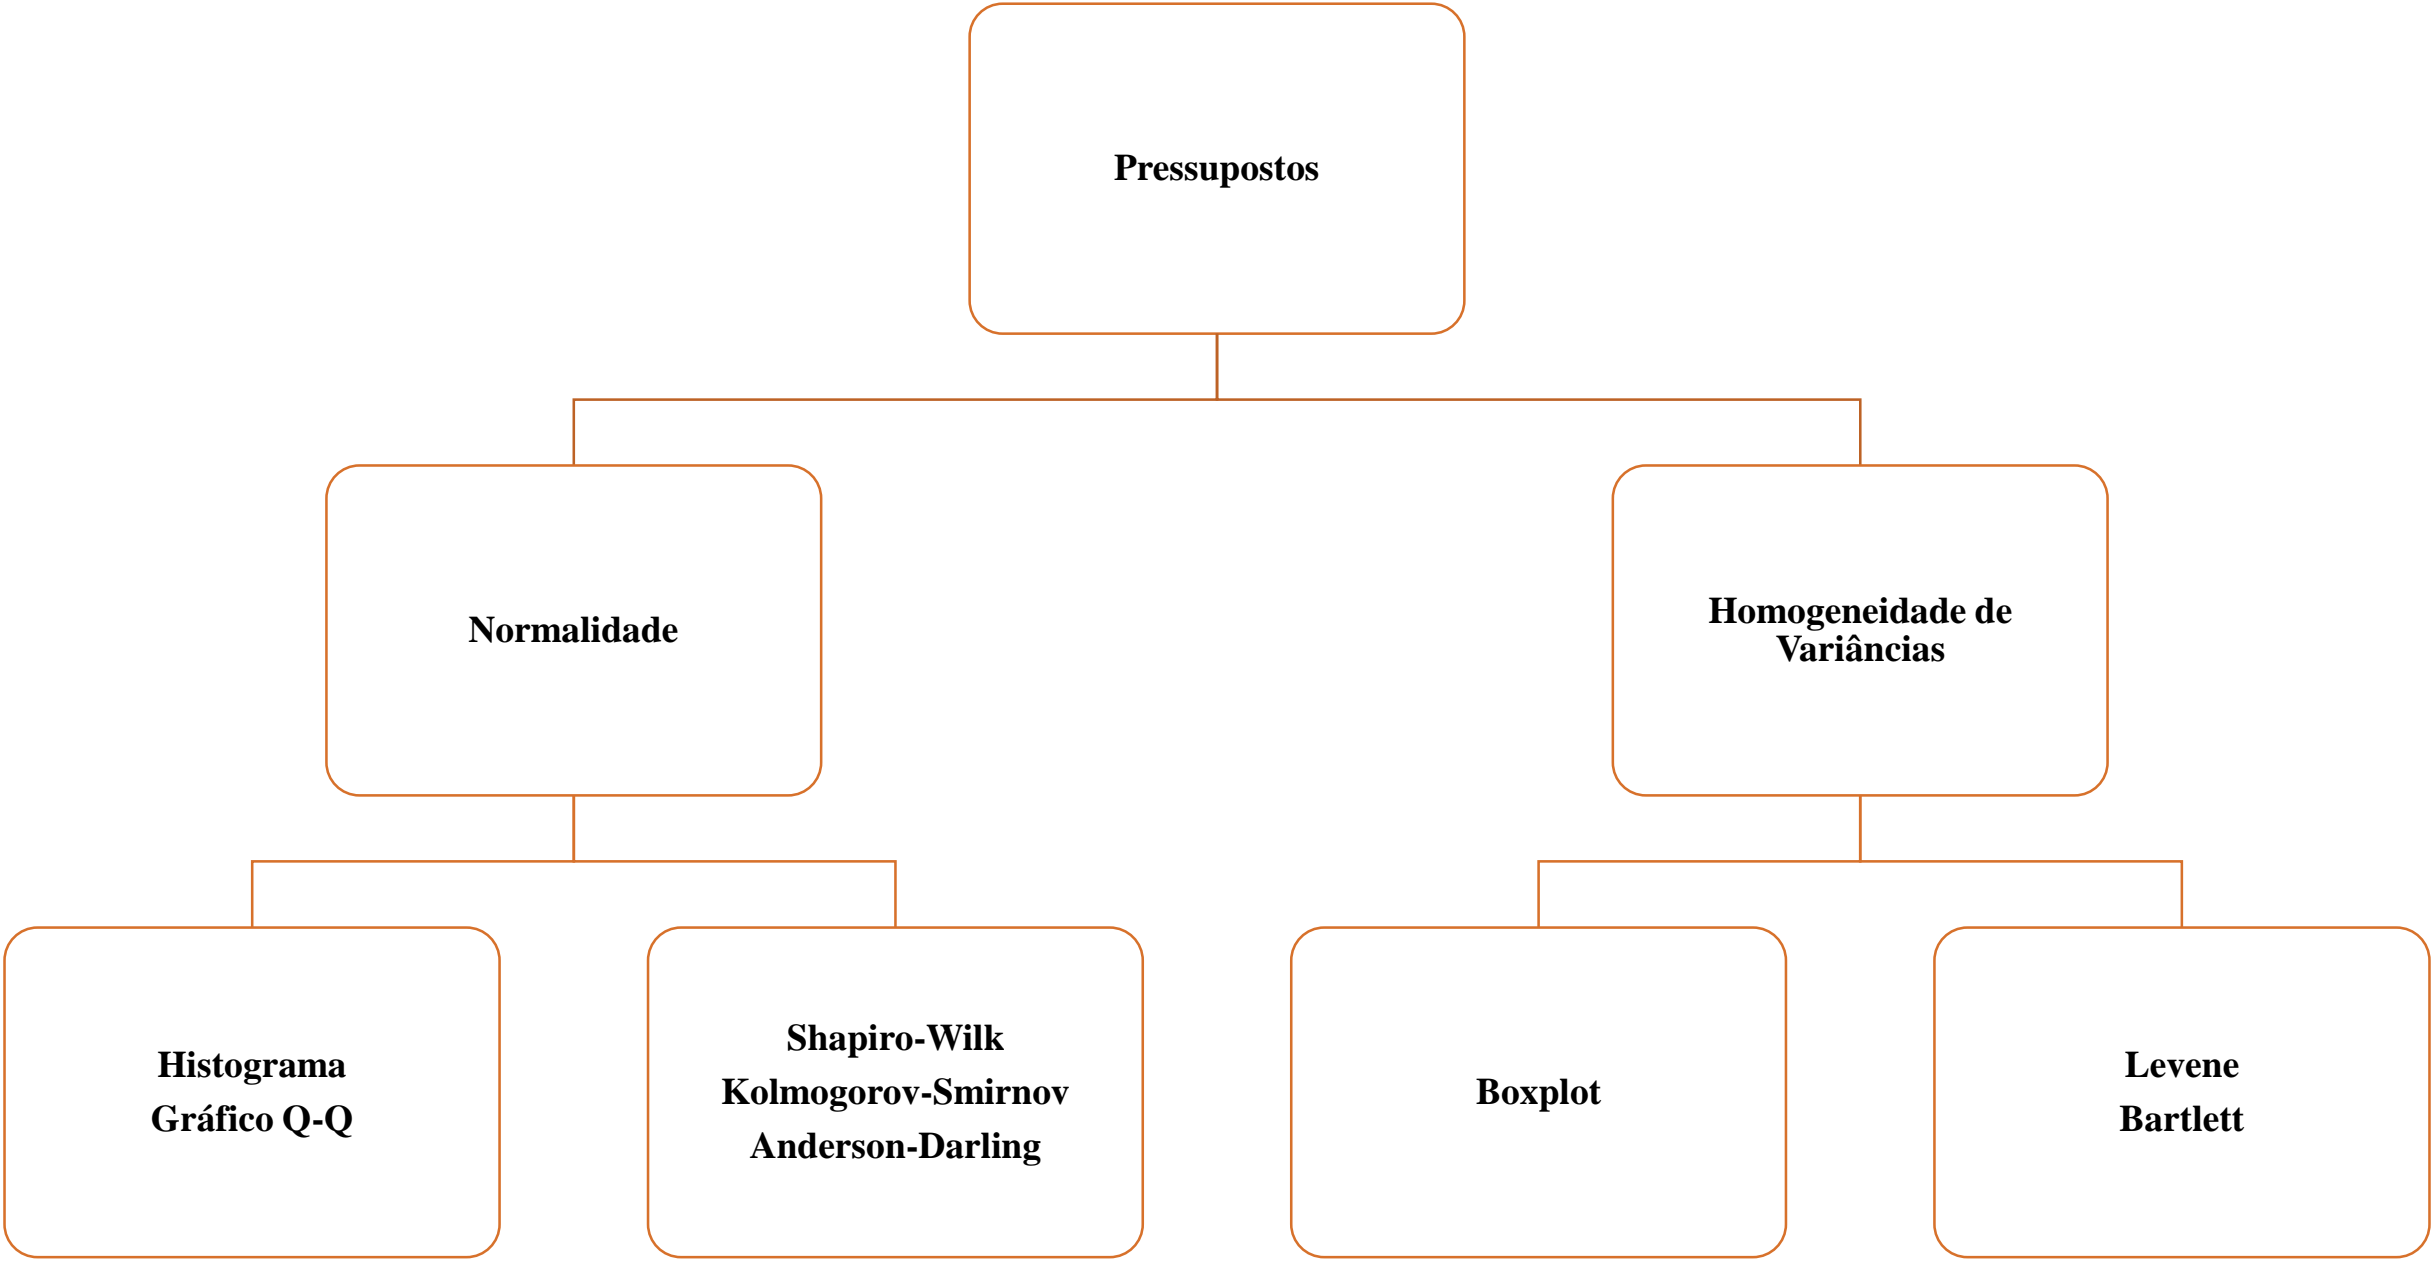 Pressupostos
Normalidade
Homogeneidade de
Variâncias
Histograma
Gráfico Q-Q
Shapiro-Wilk
Kolmogorov-Smirnov
Anderson-Darling
Boxplot
Levene
Bartlett